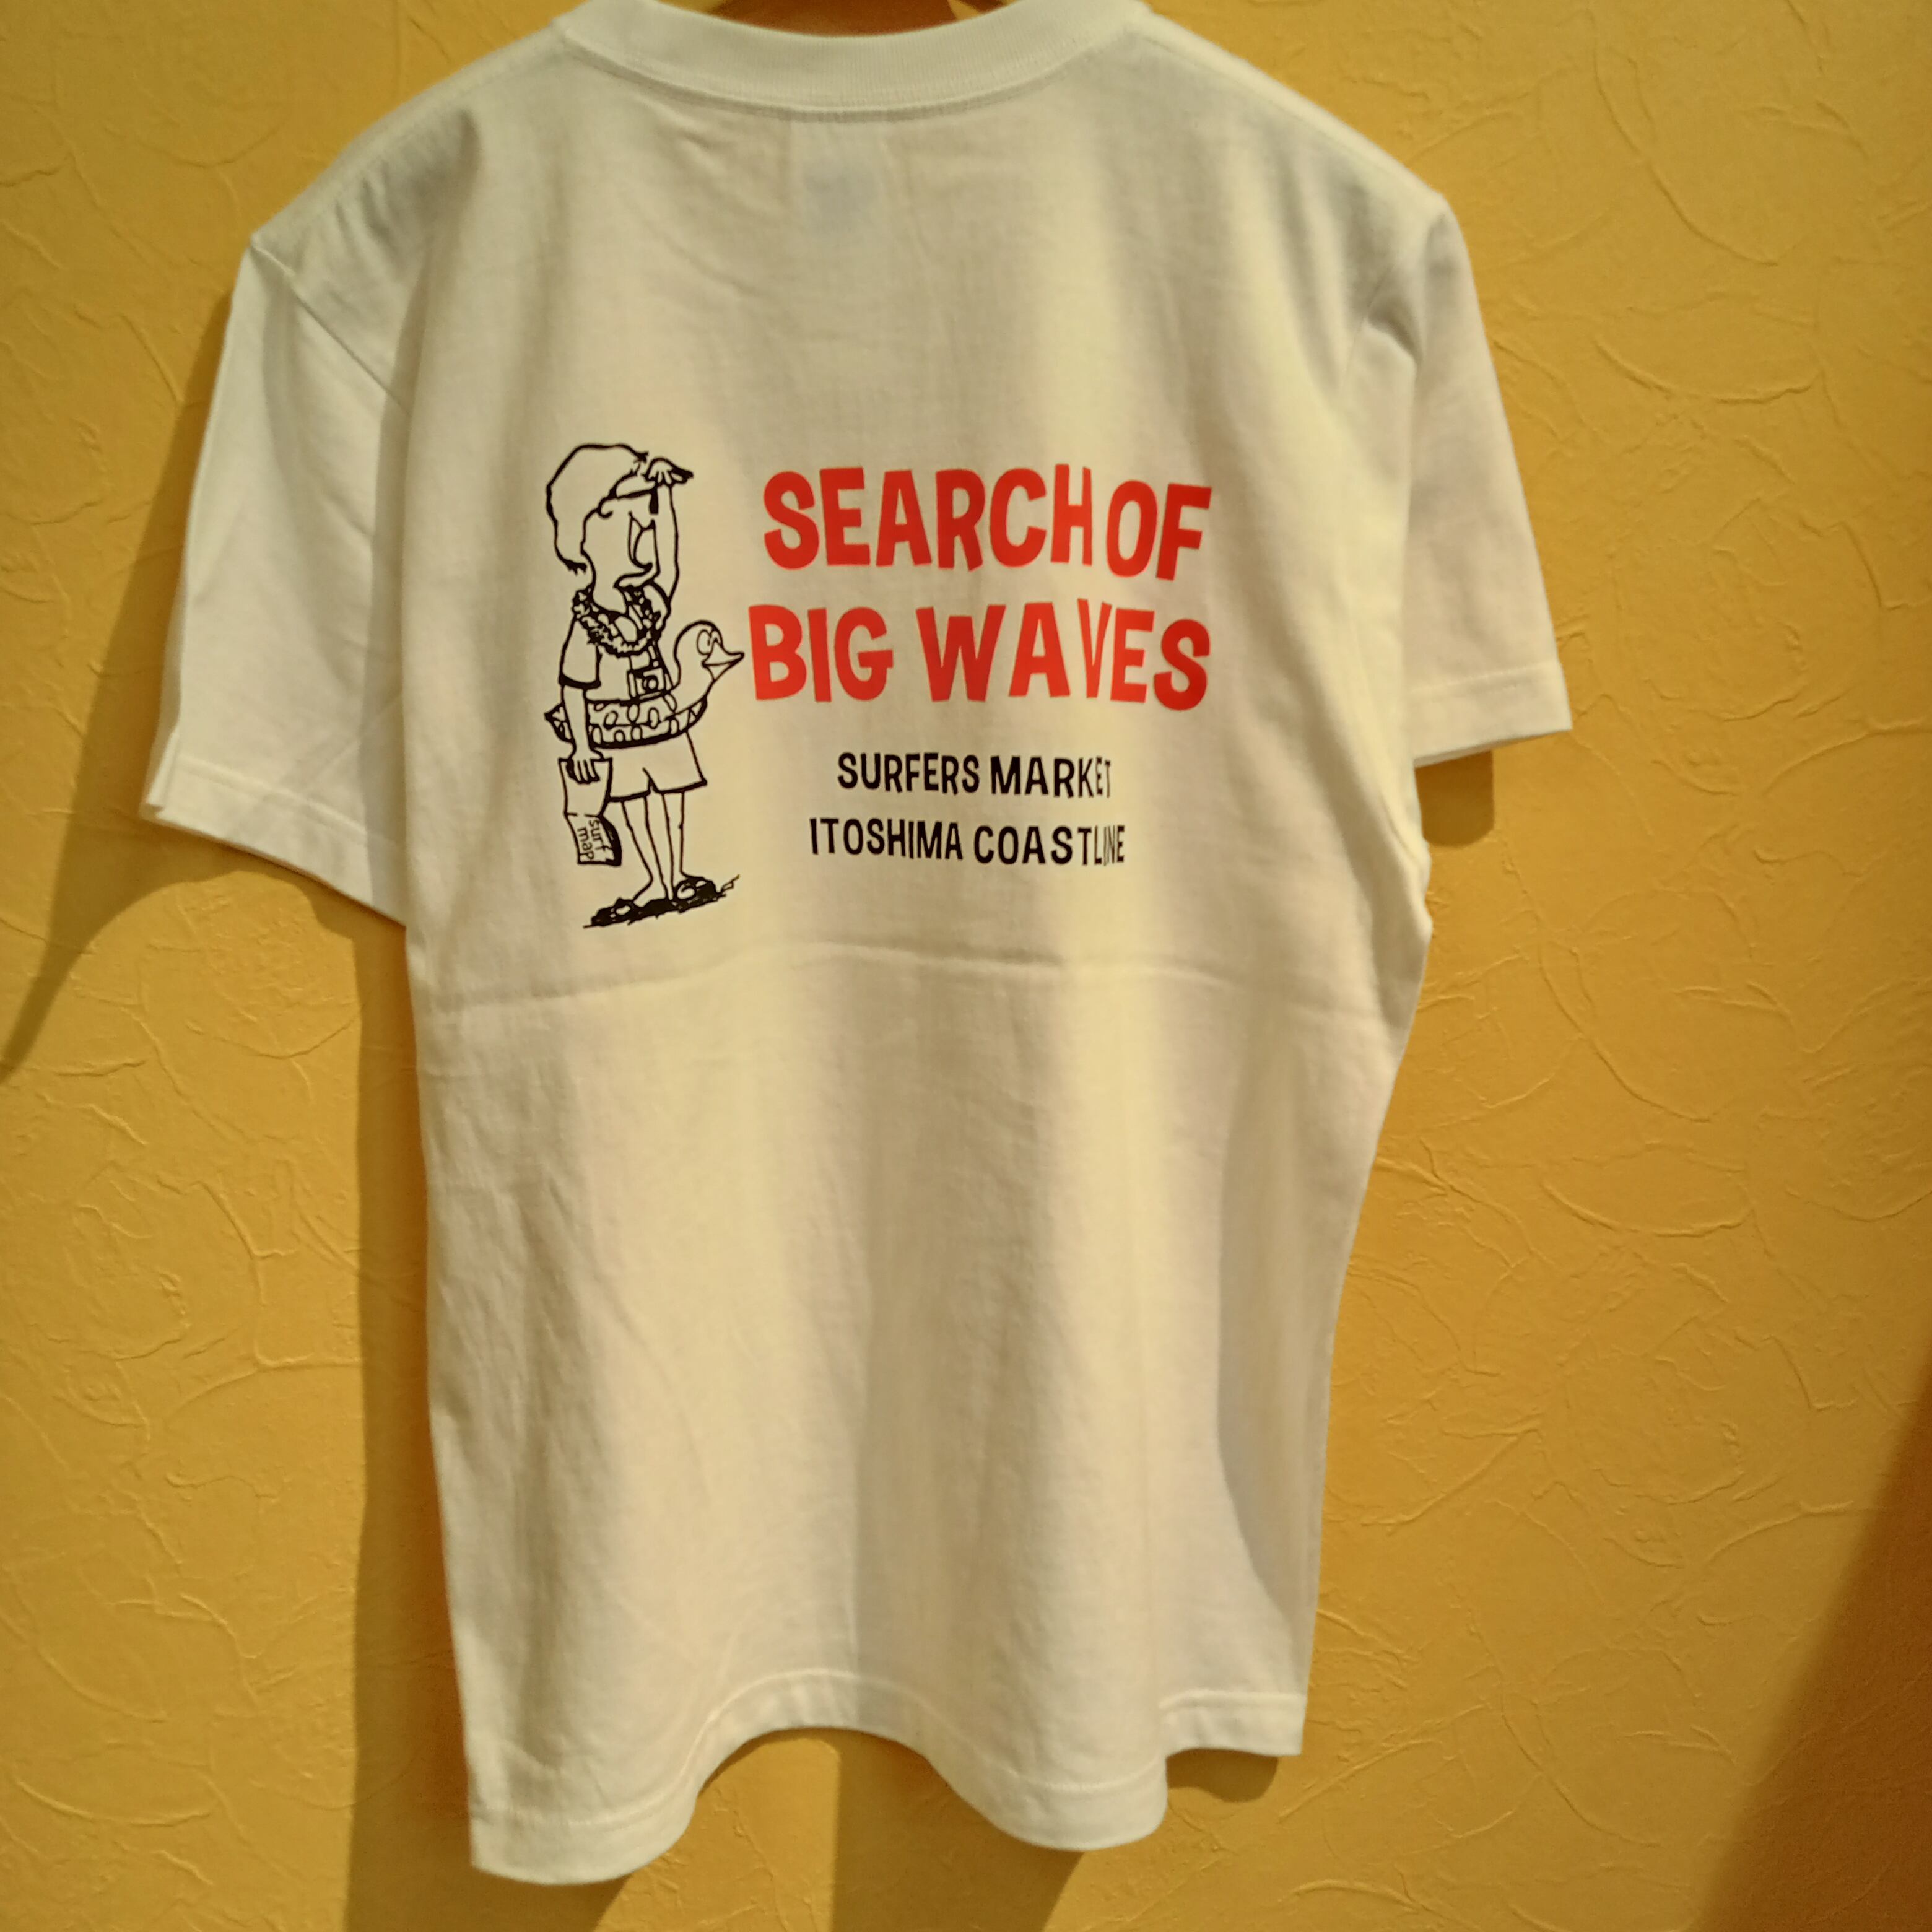 SEARCH OF
BIG WAVES
SURFERS MARKET
ITOSHIMA COASTLINE
surf
map